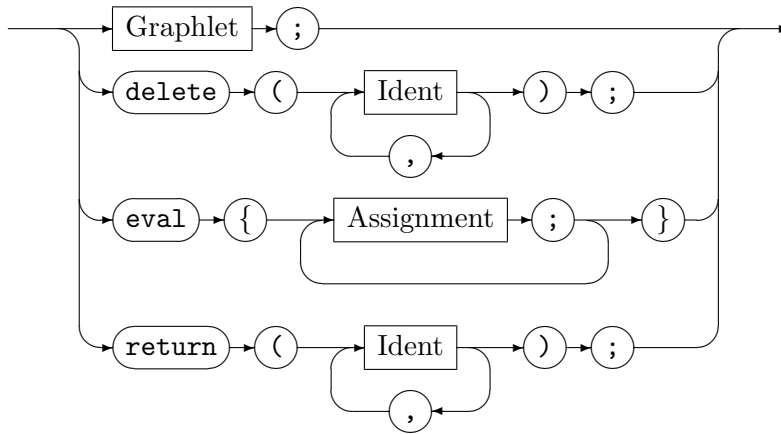 Graphlet ;
delete ( Ident ) ;
,
eval { Assignment ; }
return ( Ident ) ;
,